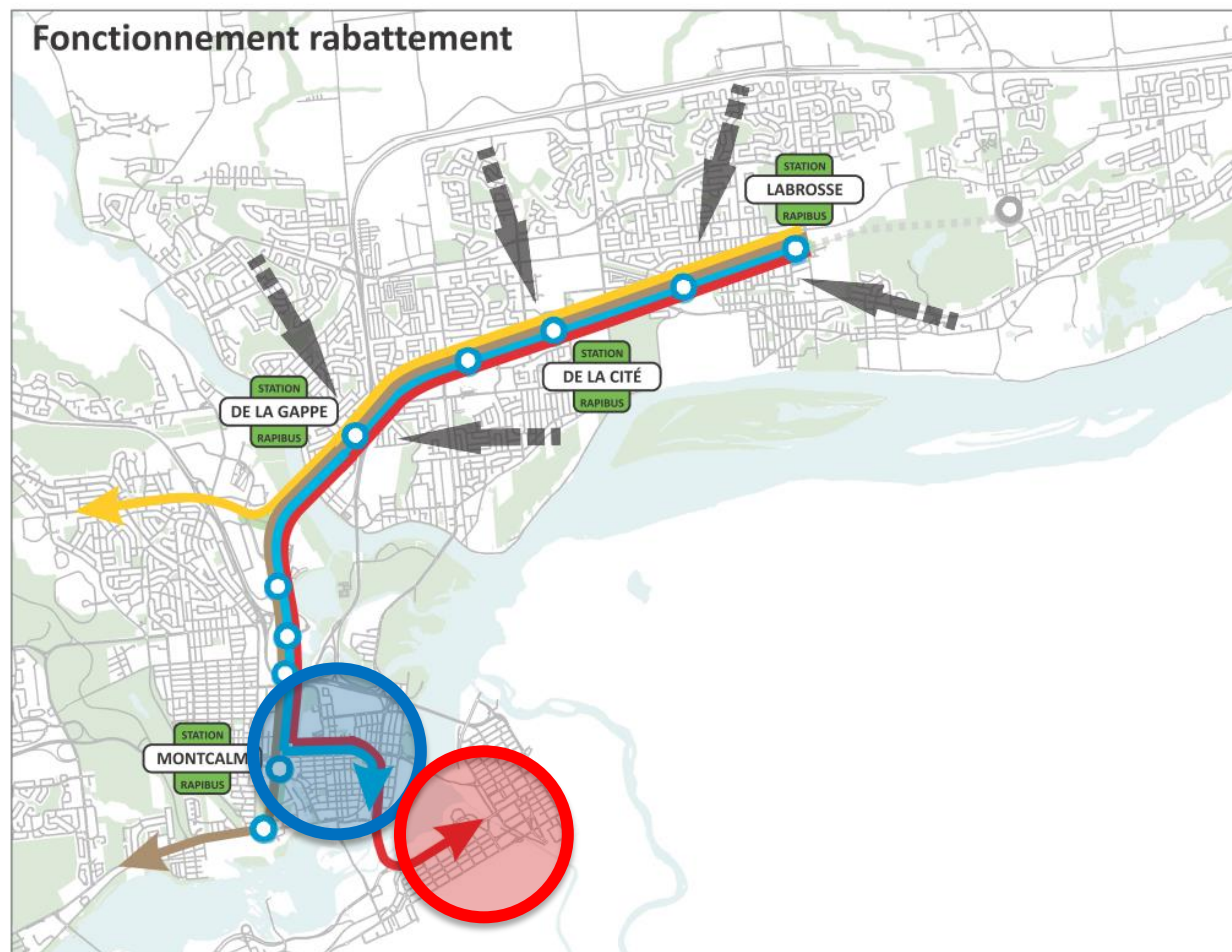 Fonctionnement rabattement
STATION
LABROSSE
RAPIBUS
STATION
DE LA CITÉ
RAPIBUS
STATION
DE LA GAPPE
RAPIBUS
STATION
MONTCALM
RAPIBUS